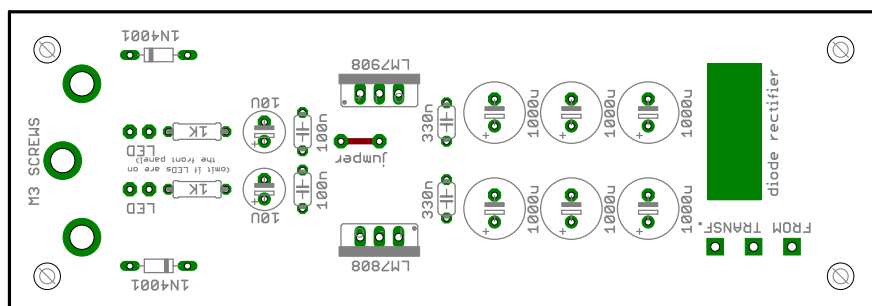 1N4001
LM7908
10U
100n
330n
1000u
1000u
1000u
1K
LED
(omit if LEDs are on
the front panel)
jumper
diode rectifier
M3 SCREWS
1K
LED
10U
100n
330n
1000u
1000u
1000u
FROM TRANSF.
LM7808
1N4001